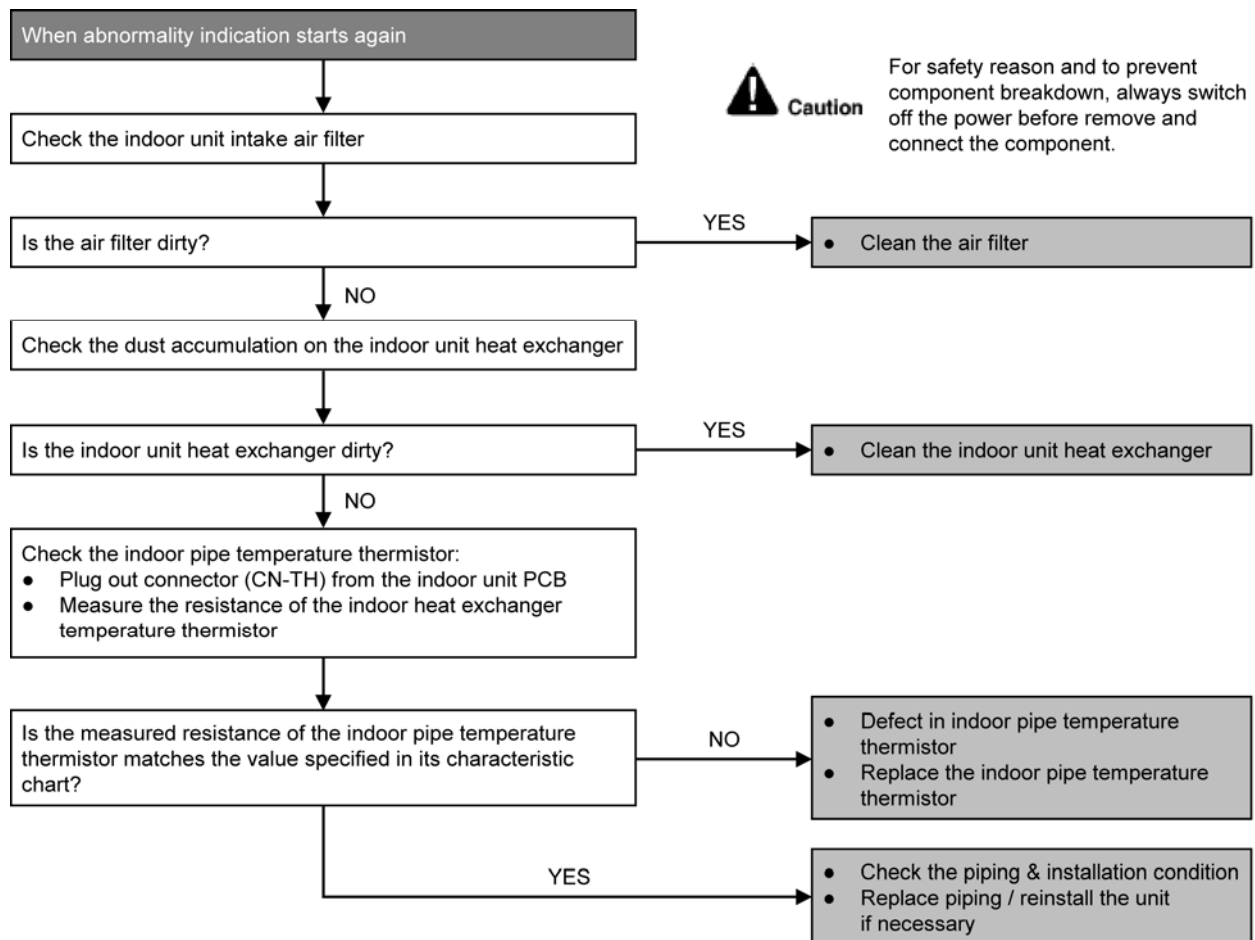 When abnormality indication starts again
Caution
For safety reason and to prevent
component breakdown, always switch
off the power before remove and
connect the component.
Check the indoor unit intake air filter
Is the air filter dirty?
YES
● Clean the air filter
NO
Check the dust accumulation on the indoor unit heat exchanger
Is the indoor unit heat exchanger dirty?
YES
● Clean the indoor unit heat exchanger
NO
Check the indoor pipe temperature thermistor:
● Plug out connector (CN-TH) from the indoor unit PCB
● Measure the resistance of the indoor heat exchanger
temperature thermistor
Is the measured resistance of the indoor pipe temperature
thermistor matches the value specified in its characteristic
chart?
NO
● Defect in indoor pipe temperature
thermistor
● Replace the indoor pipe temperature
thermistor
YES
● Check the piping & installation condition
● Replace piping / reinstall the unit
if necessary